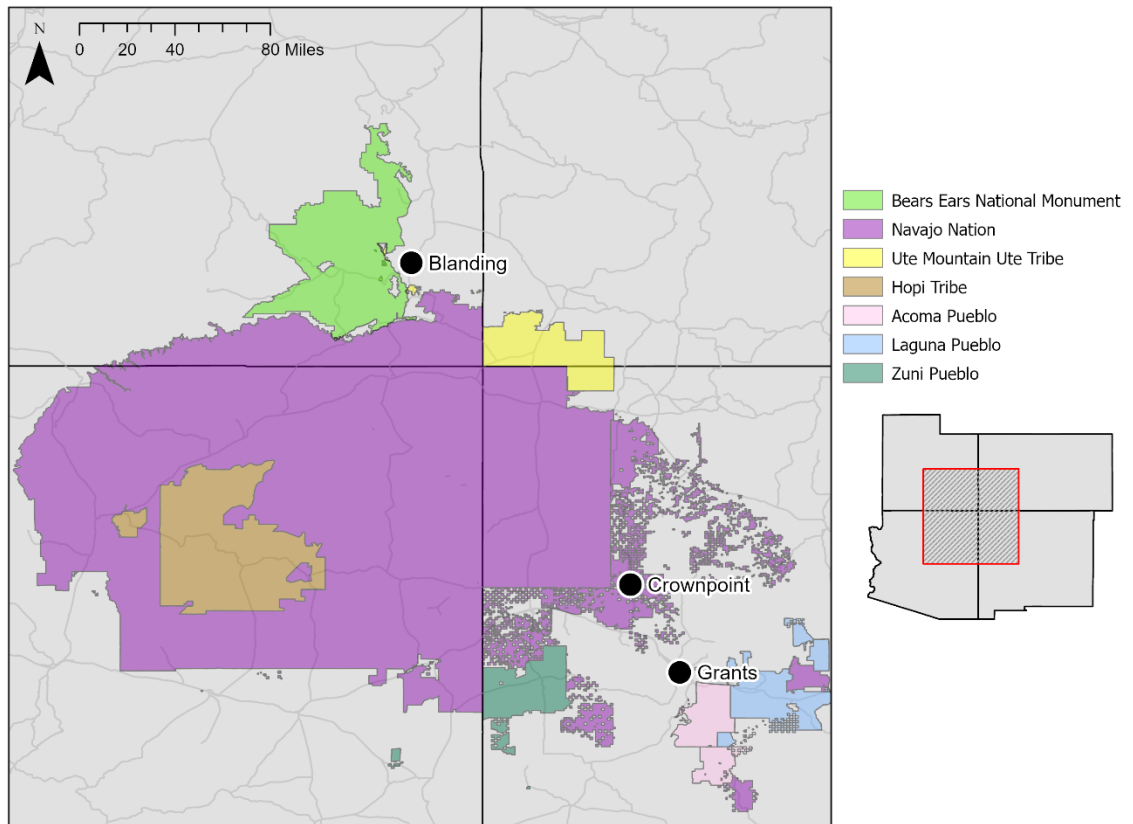 N
0 20 40 80 Miles
Blanding
Crownpoint
Grants
Bears Ears National Monument
Navajo Nation
Ute Mountain Ute Tribe
Hopi Tribe
Acoma Pueblo
Laguna Pueblo
Zuni Pueblo